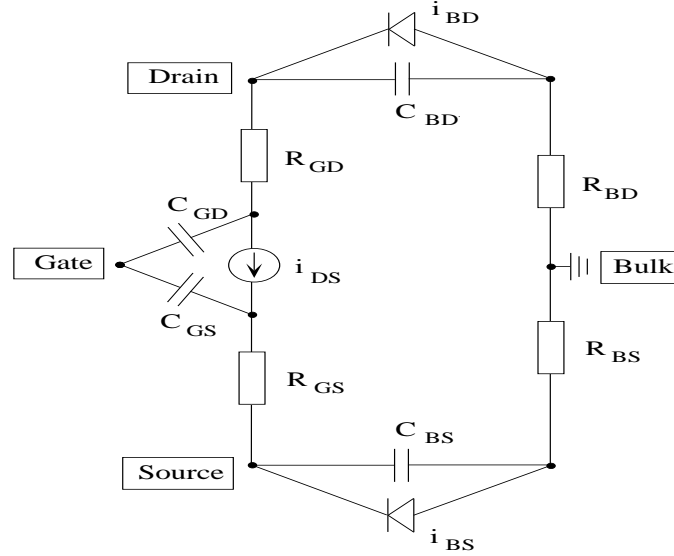 i BD
Drain
C BD
R GD
R BD
C GD
Gate
i DS
Bulk
C GS
R BS
R GS
C BS
Source
i BS